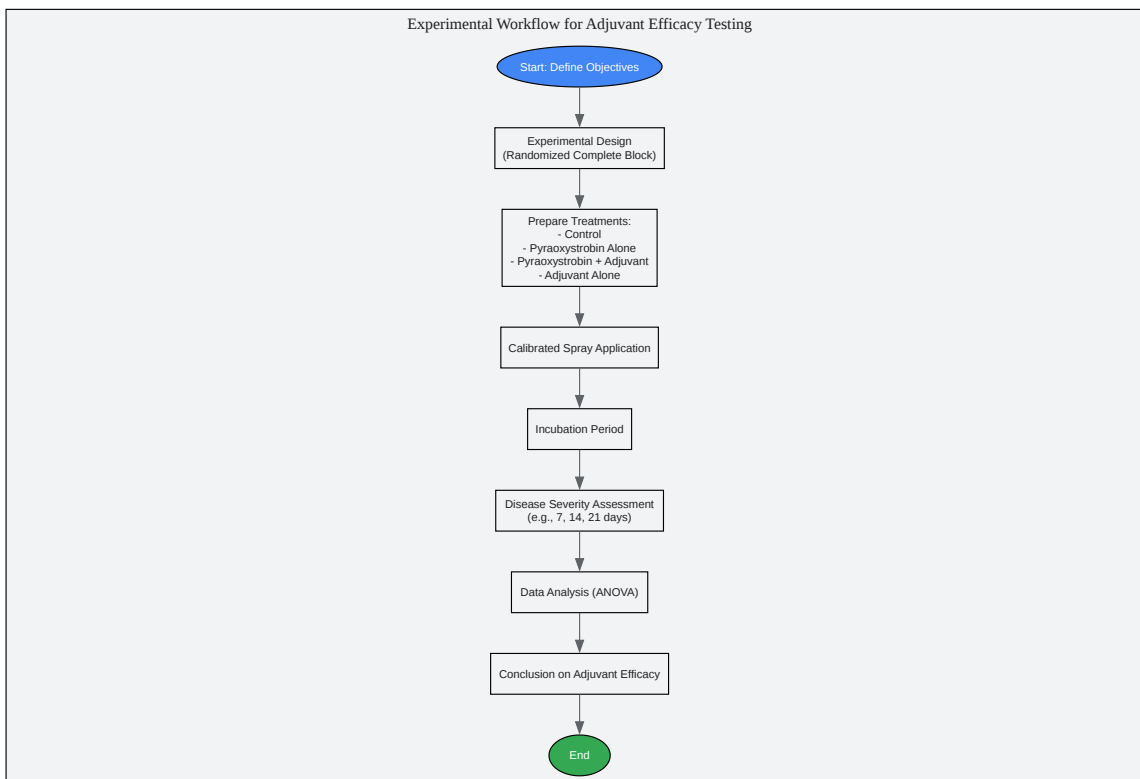 Experimental Workflow for Adjuvant Efficacy Testing
Start: Define Objectives
Experimental Design
(Randomized Complete Block)
Prepare Treatments:
- Control
- Pyraoxystrobin Alone
- Pyraoxystrobin + Adjuvant
- Adjuvant Alone
Calibrated Spray Application
Incubation Period
Disease Severity Assessment
(e.g., 7, 14, 21 days)
Data Analysis (ANOVA)
Conclusion on Adjuvant Efficacy
End